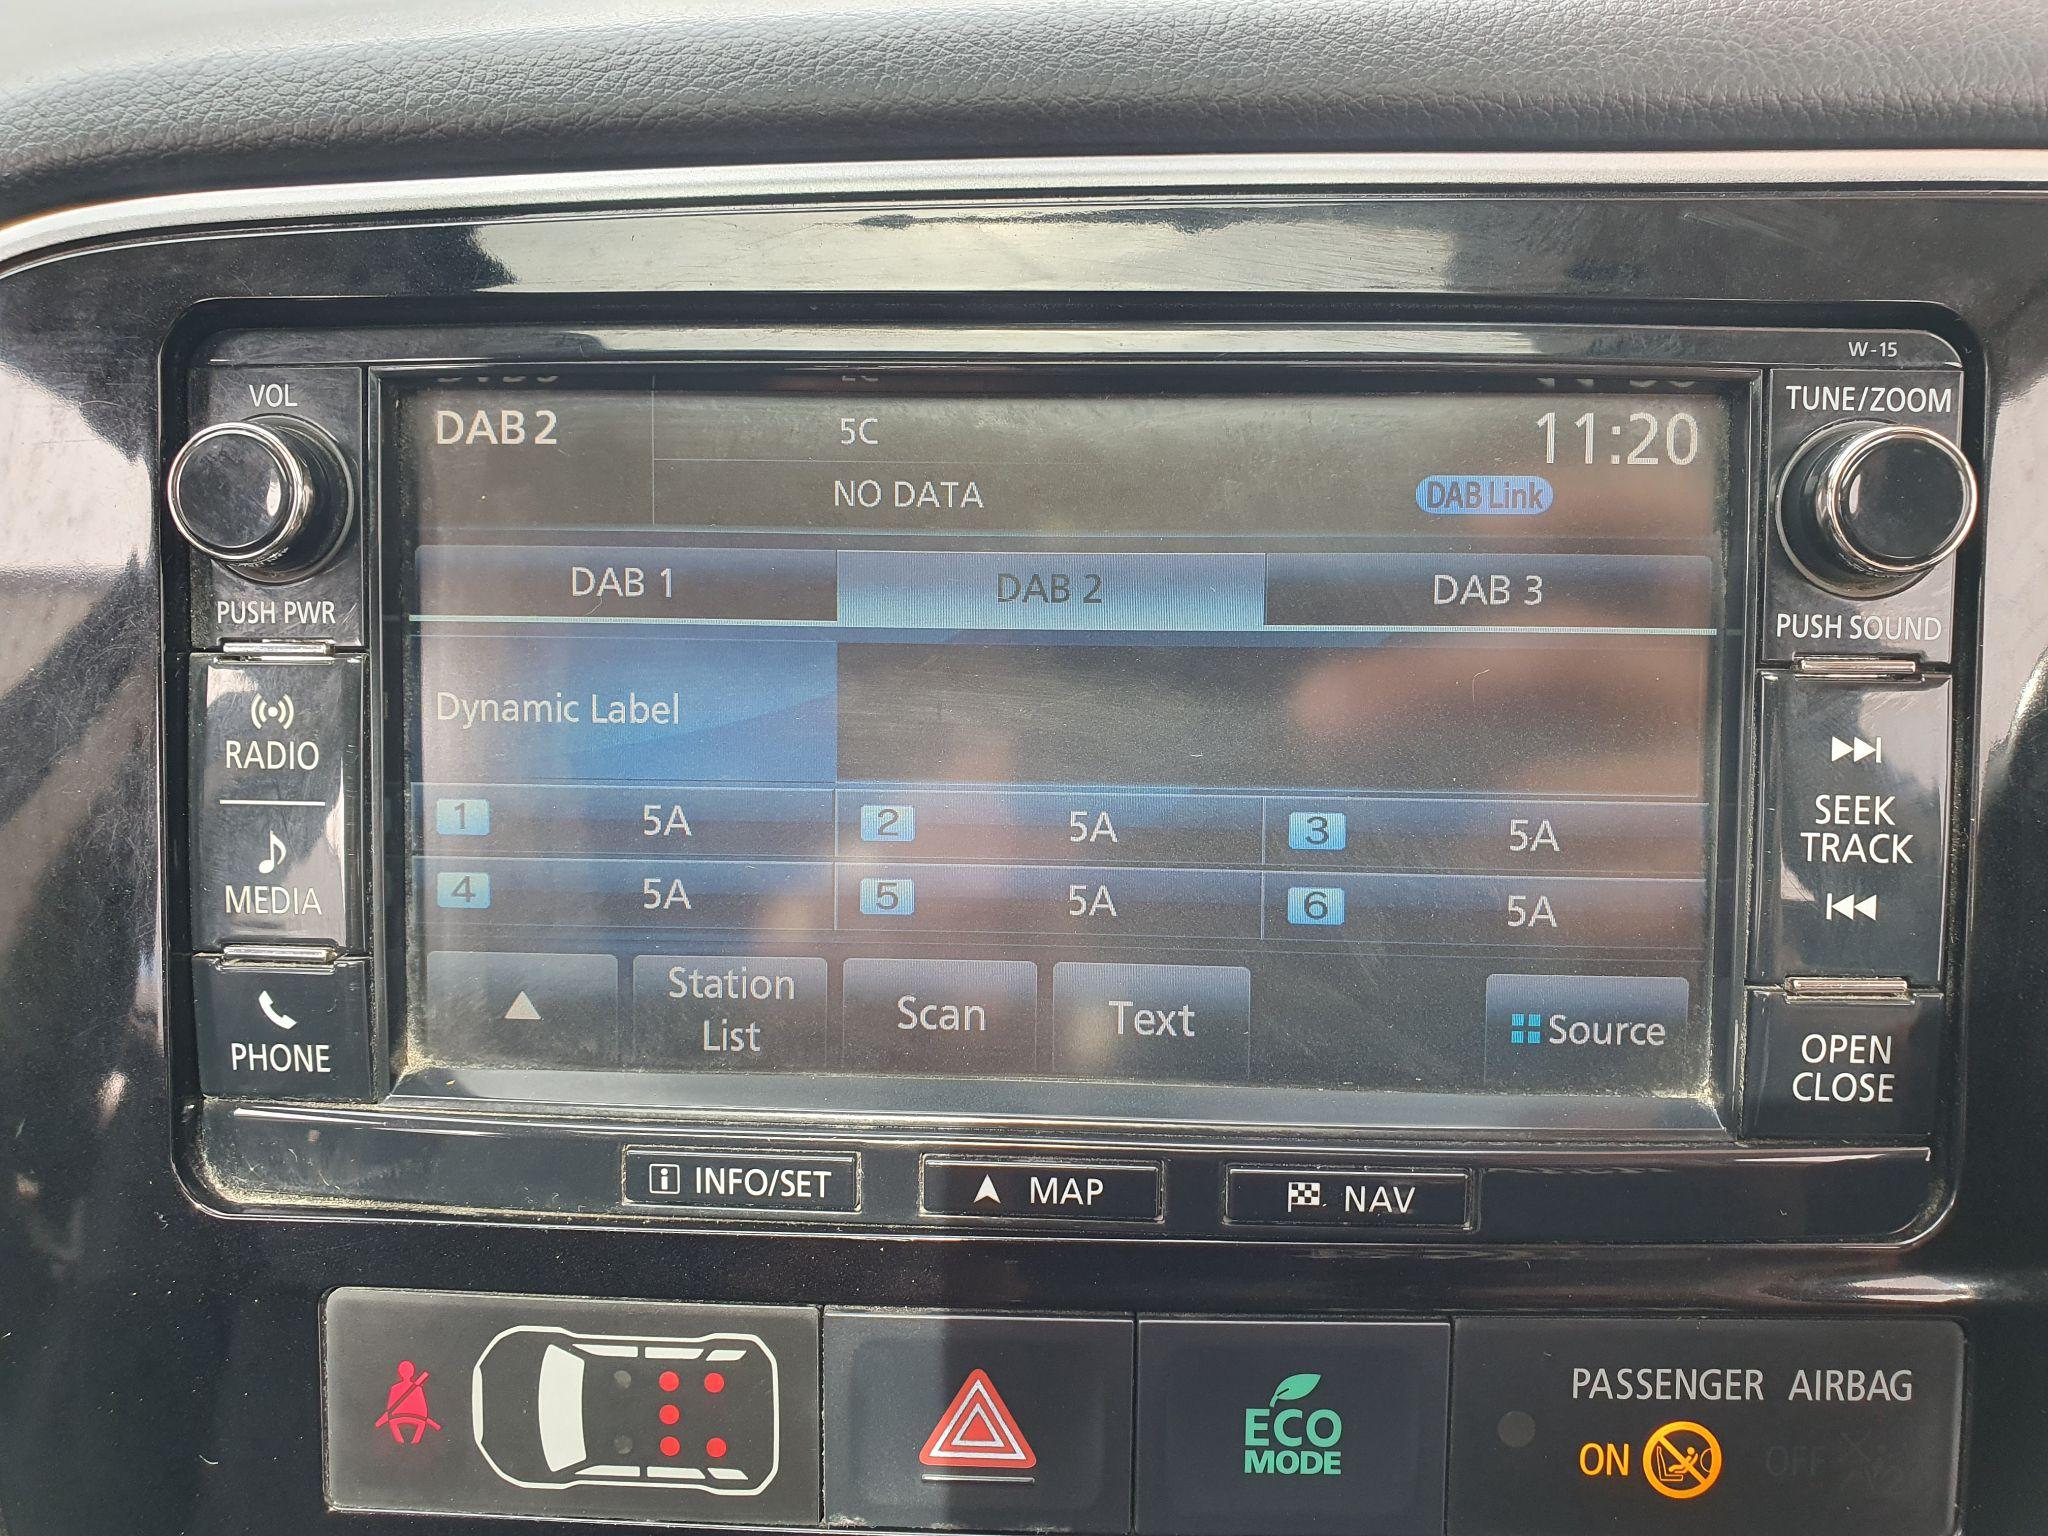 W-15
VOL
TUNE/ZOOM
DAB 2
5C
11:20
NO DATA
DAB Link
DAB 1
DAB 2
DAB 3
PUSH PWR
PUSH SOUND
Dynamic Label
RADIO
MEDIA
SEEK
TRACK
1 5A
2 5A
3 5A
4 5A
5 5A
6 5A
Station
List
Scan
Text
Source
PHONE
OPEN
CLOSE
i INFO/SET
MAP
NAV
ECO
MODE
PASSENGER AIRBAG
ON
OFF